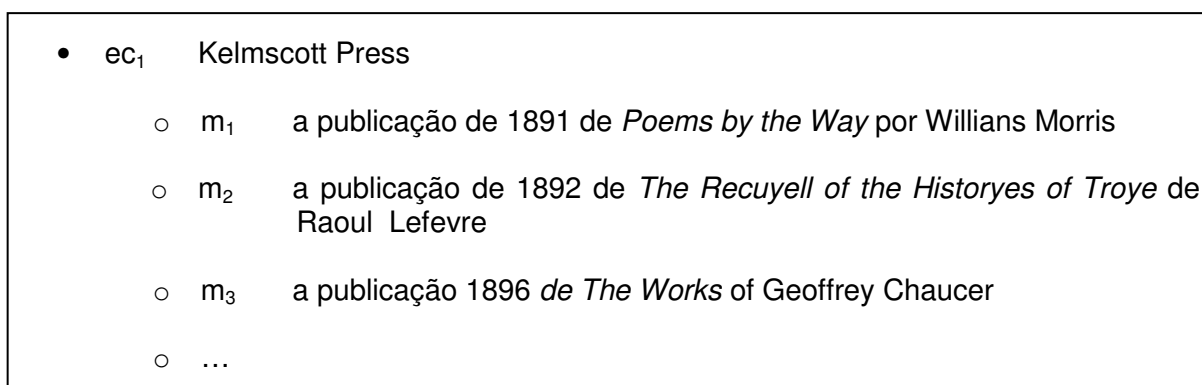 • ec₁ Kelmscott Press
○ m₁ a publicação de 1891 de Poems by the Way por Willians Morris
○ m₂ a publicação de 1892 de The Recuyell of the Historyes of Troye de
Raoul Lefevre
○ m₃ a publicação 1896 de The Works of Geoffrey Chaucer
○ …